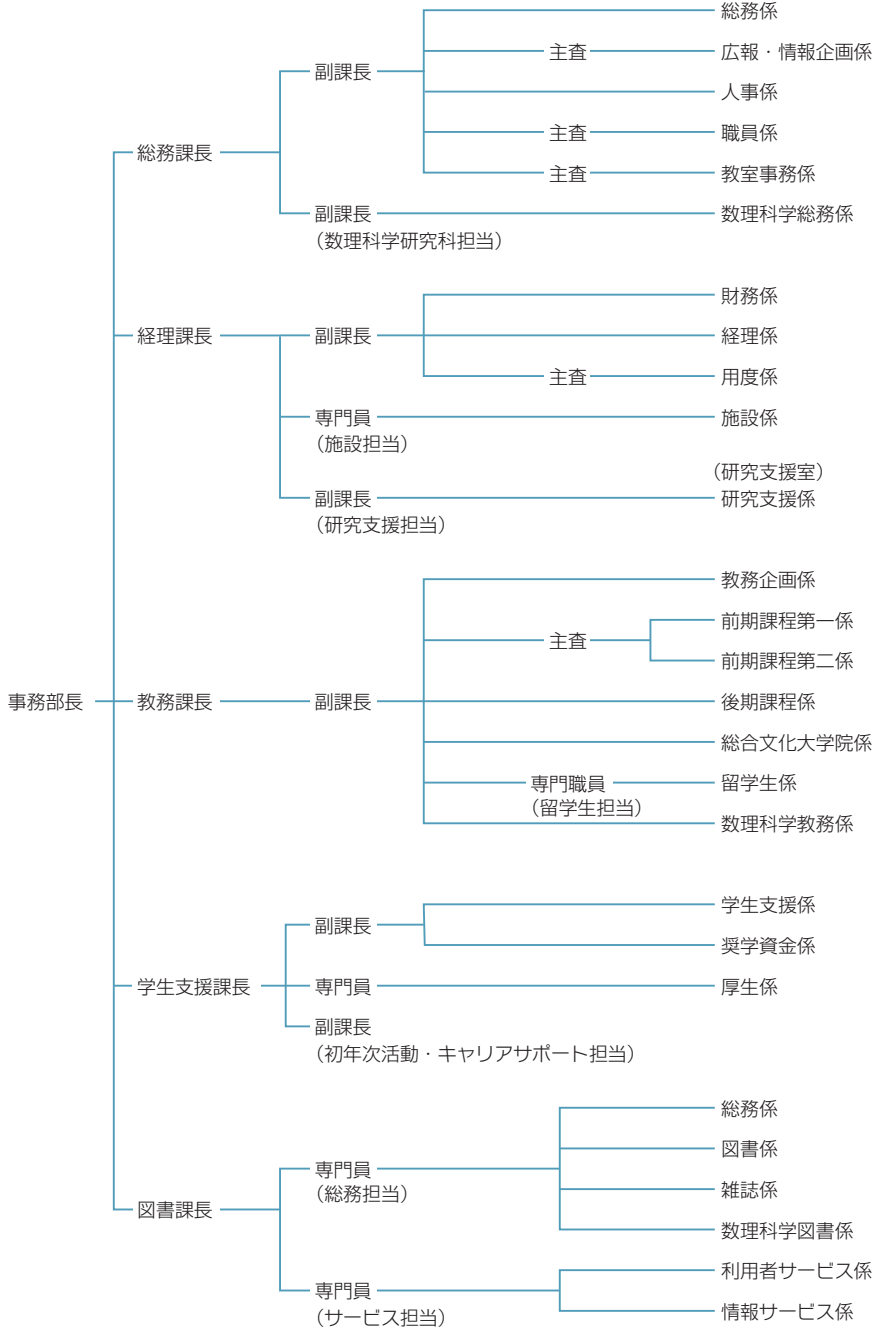 総務係
主査
広報・情報企画係
副課長
人事係
主査
職員係
総務課長
主査
教室事務係
副課長
(数理科学研究科担当)
数理科学総務係
財務係
経理課長
副課長
経理係
主査
用度係
専門員
(施設担当)
施設係
(研究支援室)
副課長
(研究支援担当)
研究支援係
教務企画係
主査
前期課程第一係
前期課程第二係
事務部長
教務課長
副課長
後期課程係
総合文化大学院係
専門職員
(留学生担当)
留学生係
数理科学教務係
学生支援係
副課長
奨学資金係
学生支援課長
専門員
厚生係
副課長
(初年次活動・キャリアサポート担当)
総務係
図書係
専門員
(総務担当)
雑誌係
図書課長
数理科学図書係
利用者サービス係
専門員
(サービス担当)
情報サービス係